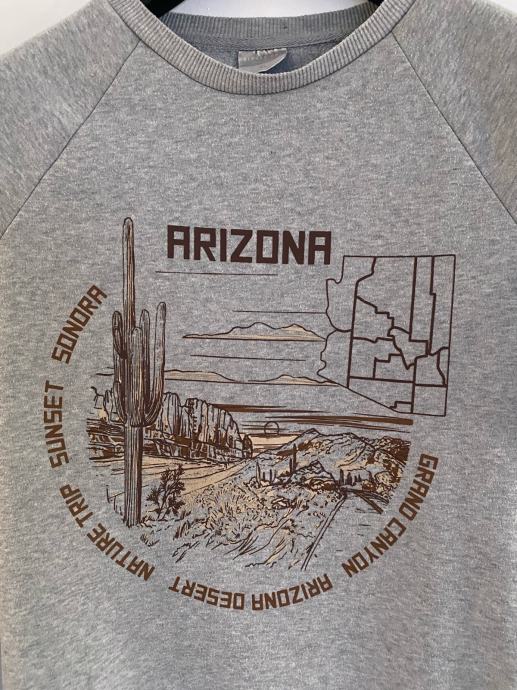 ARIZONA
SONORA
SUNSET
NATURE TRIP
ARIZONA DESERT
GRAND CANYON